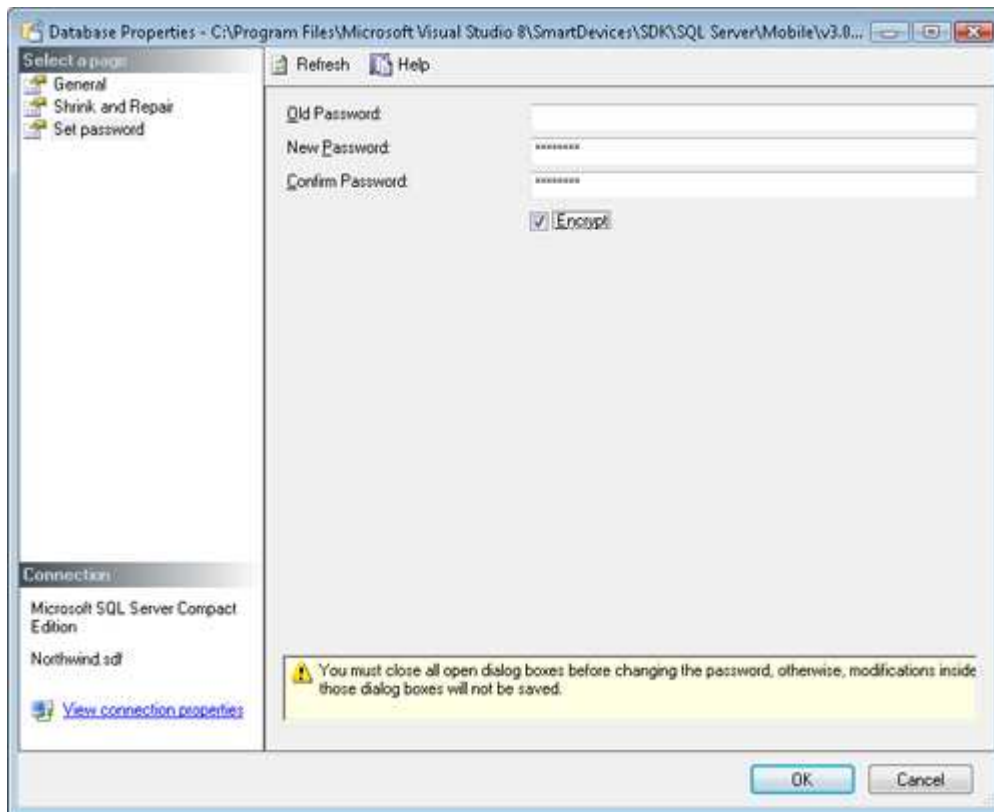 Database Properties - C:\Program Files\Microsoft Visual Studio 8\SmartDevices\SDK\SQL Server\Mobile\v3.0...
Select a page
General
Shrink and Repair
Set password
Refresh Help
Old Password:
New Password: ********
Confirm Password: ********
Encrypt
Connection
Microsoft SQL Server Compact
Edition
Northwind.sdf
View connection properties
You must close all open dialog boxes before changing the password, otherwise, modifications inside
those dialog boxes will not be saved.
OK Cancel